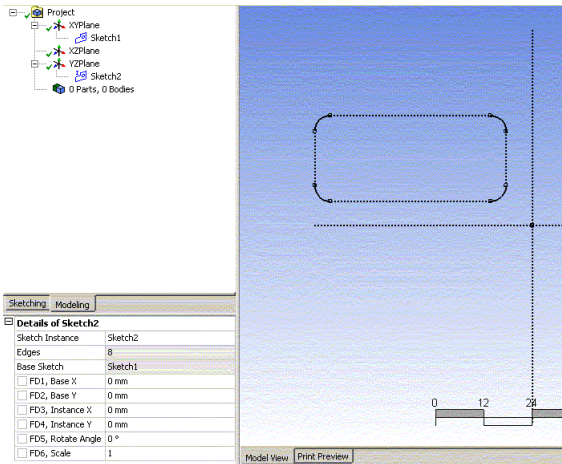 Project
XYPlane
Sketch1
XZPlane
YZPlane
Sketch2
0 Parts, 0 Bodies
Sketching Modeling
Details of Sketch2
Sketch Instance Sketch2
Edges 8
Base Sketch Sketch1
FD1, Base X 0 mm
FD2, Base Y 0 mm
FD3, Instance X 0 mm
FD4, Instance Y 0 mm
FD5, Rotate Angle 0 °
FD6, Scale 1
0 12 24
Model View Print Preview